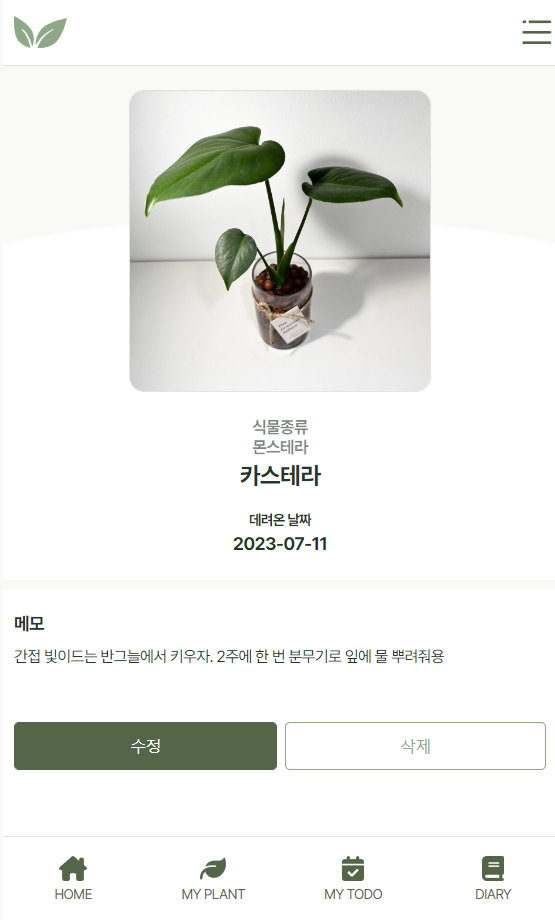 식물종류
몬스테라
카스테라
데려온 날짜
2023-07-11
메모
간접 빛이드는 반그늘에서 키우자. 2주에 한 번 분무기로 잎에 물 뿌려줘용
수정
삭제
HOME
MY PLANT
MY TODO
DIARY